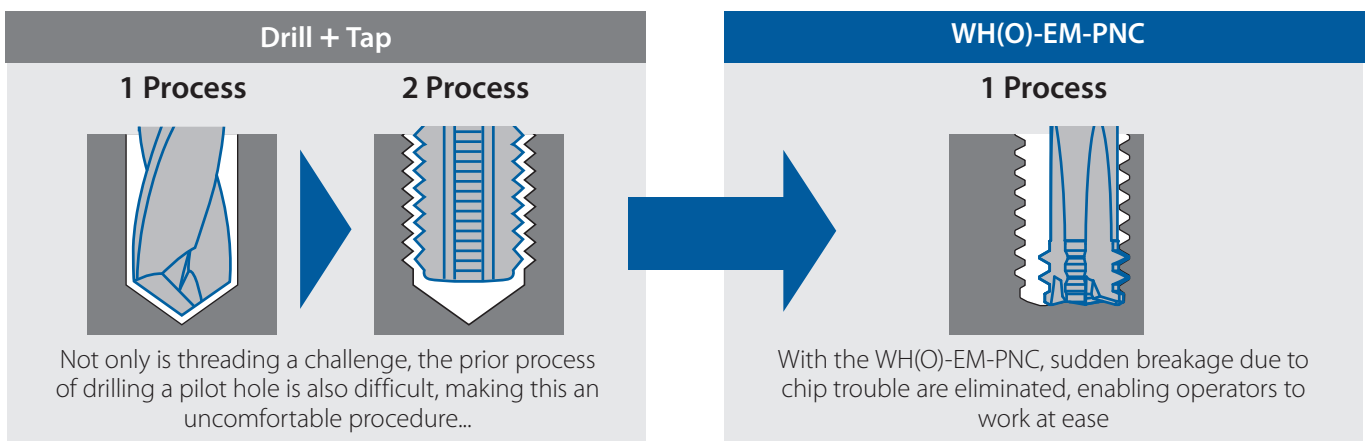 Drill + Tap
1 Process
2 Process
Not only is threading a challenge, the prior process
of drilling a pilot hole is also difficult, making this an
uncomfortable procedure...
WH(O)-EM-PNC
1 Process
With the WH(O)-EM-PNC, sudden breakage due to
chip trouble are eliminated, enabling operators to
work at ease